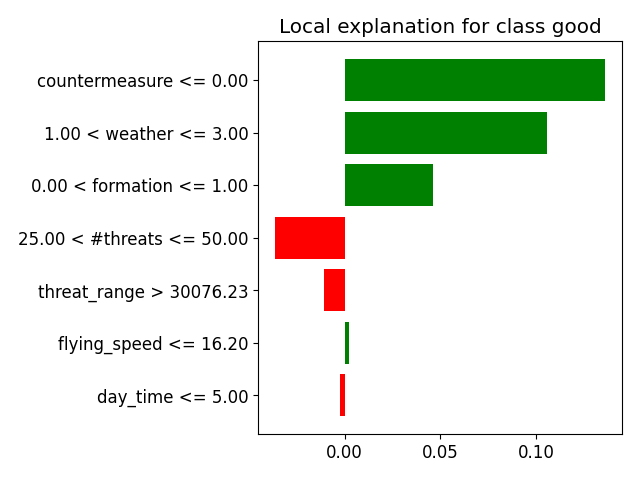 Local explanation for class good
countermeasure <= 0.00
1.00 < weather <= 3.00
0.00 < formation <= 1.00
25.00 < #threats <= 50.00
threat_range > 30076.23
flying_speed <= 16.20
day_time <= 5.00
0.00 0.05 0.10